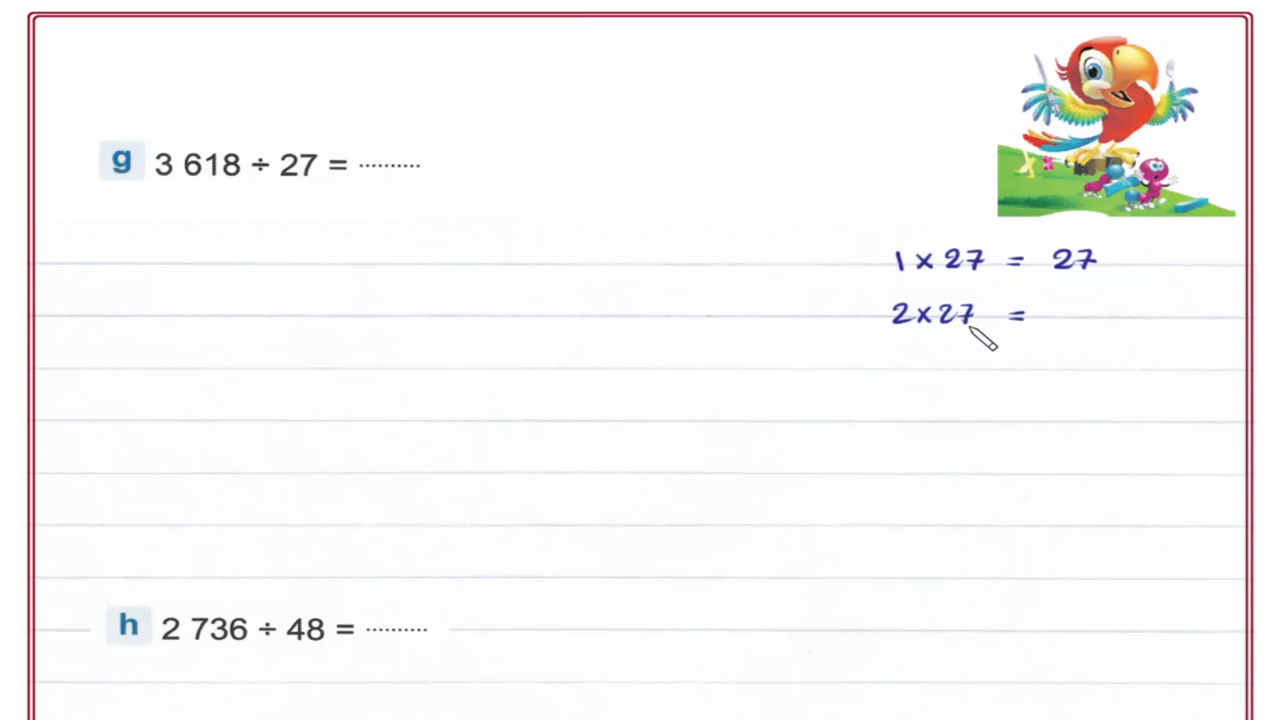 g 3 618 ÷ 27 = ..........
1 × 27 = 27
2 × 27 =
h 2 736 ÷ 48 = ..........